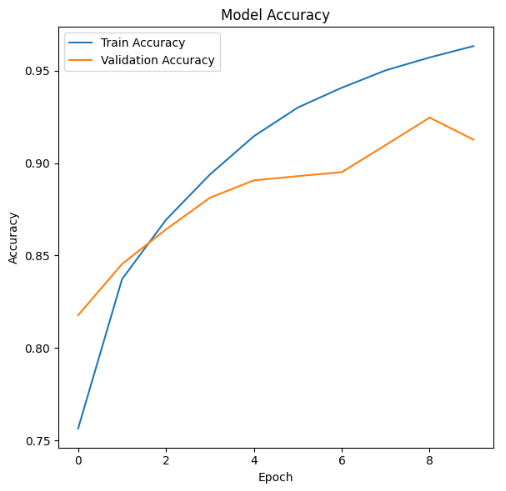 Model Accuracy
Train Accuracy
Validation Accuracy
0.95
0.90
0.85
0.80
0.75
Accuracy
0 2 4 6 8
Epoch